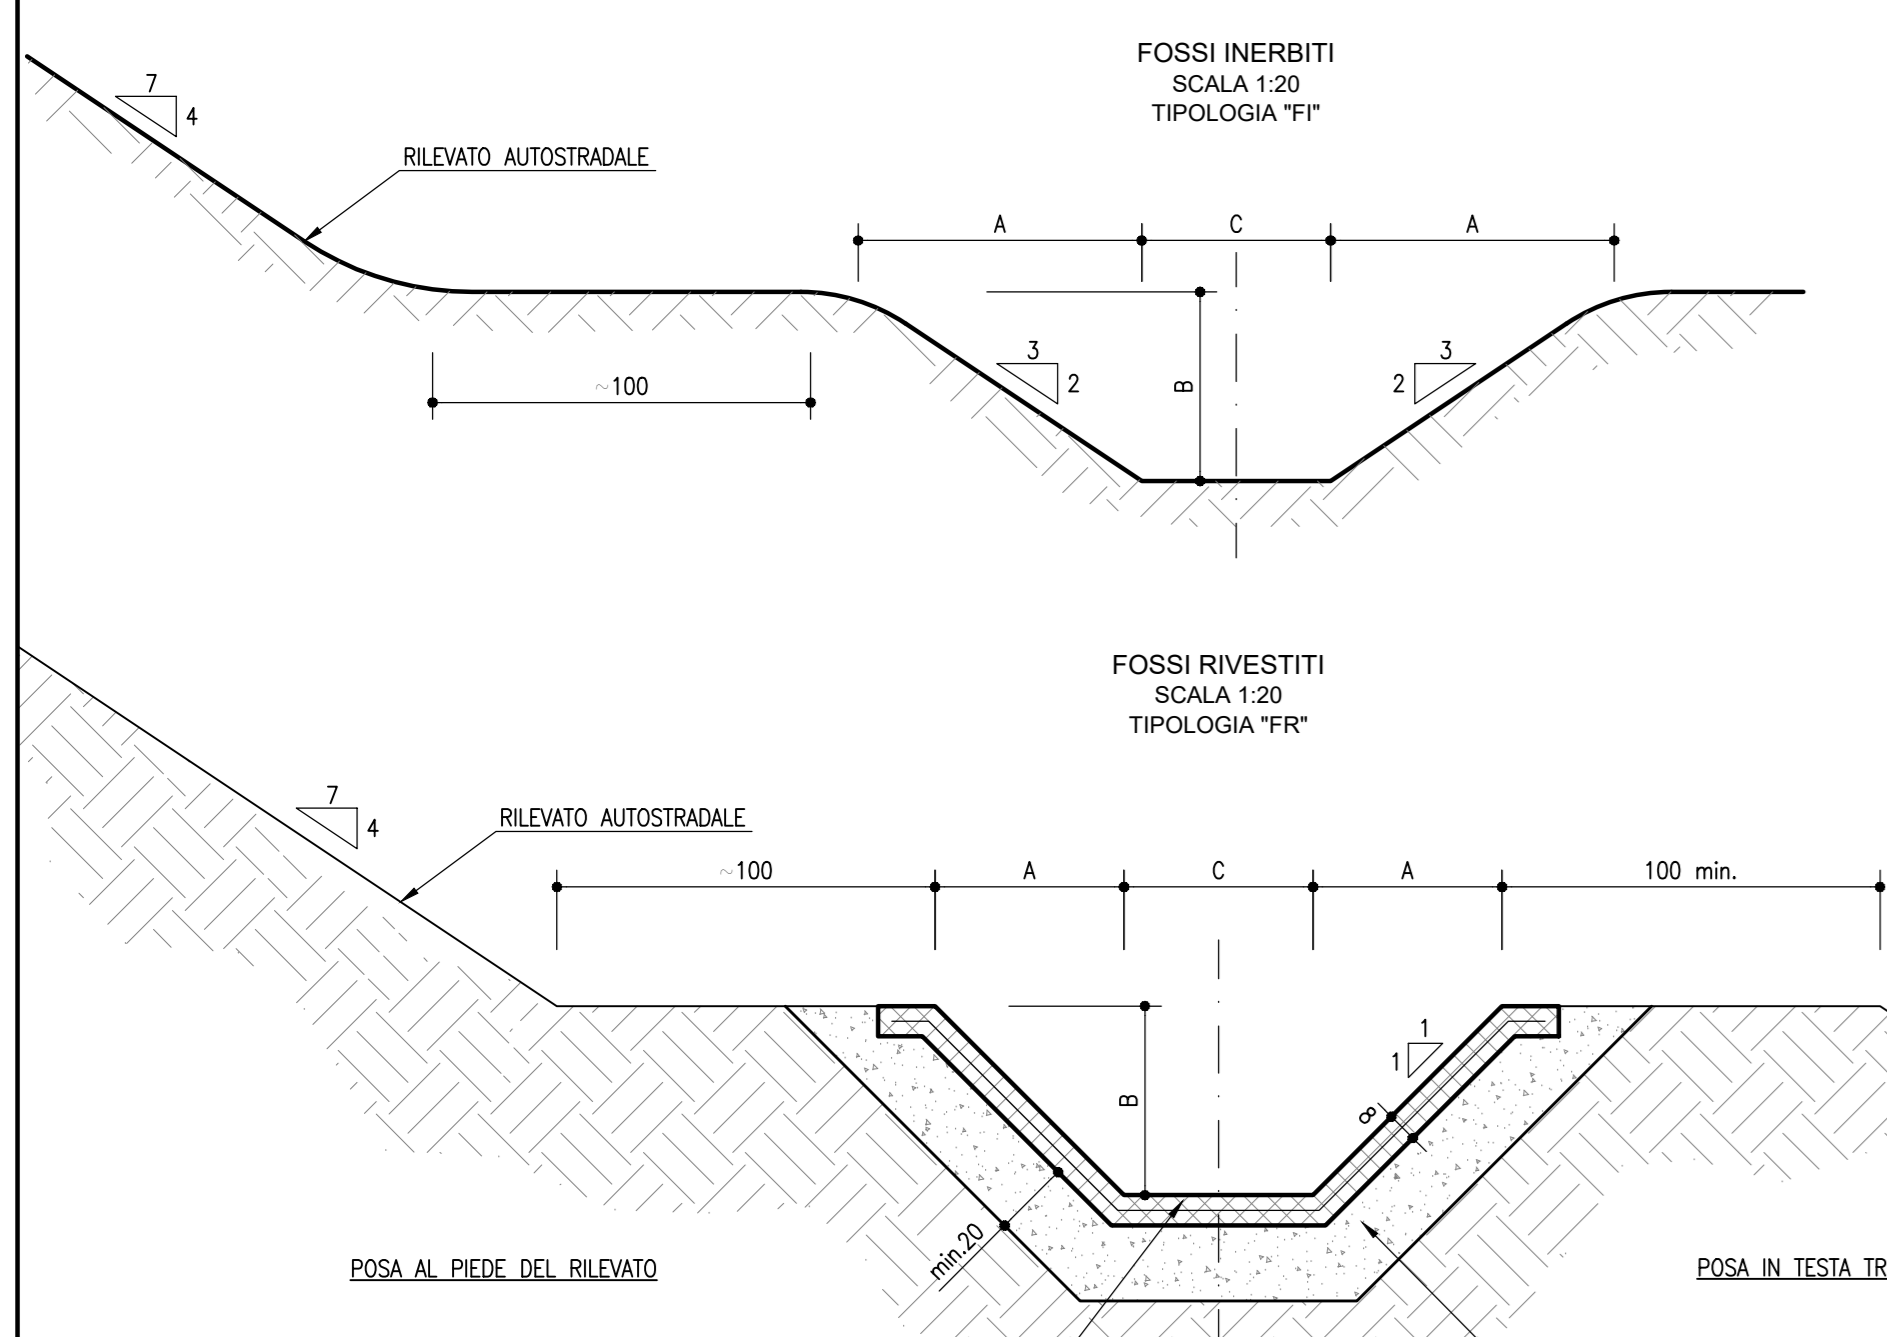 FOSSI INERBITI
SCALA 1:20
TIPOLOGIA "FI"
7
4
RILEVATO AUTOSTRADALE
A C A
3
2
3
2
B
~100
FOSSI RIVESTITI
SCALA 1:20
TIPOLOGIA "FR"
7
4
RILEVATO AUTOSTRADALE
~100 A C A 100 min.
1
1
B
8
min.20
POSA AL PIEDE DEL RILEVATO
POSA IN TESTA TR